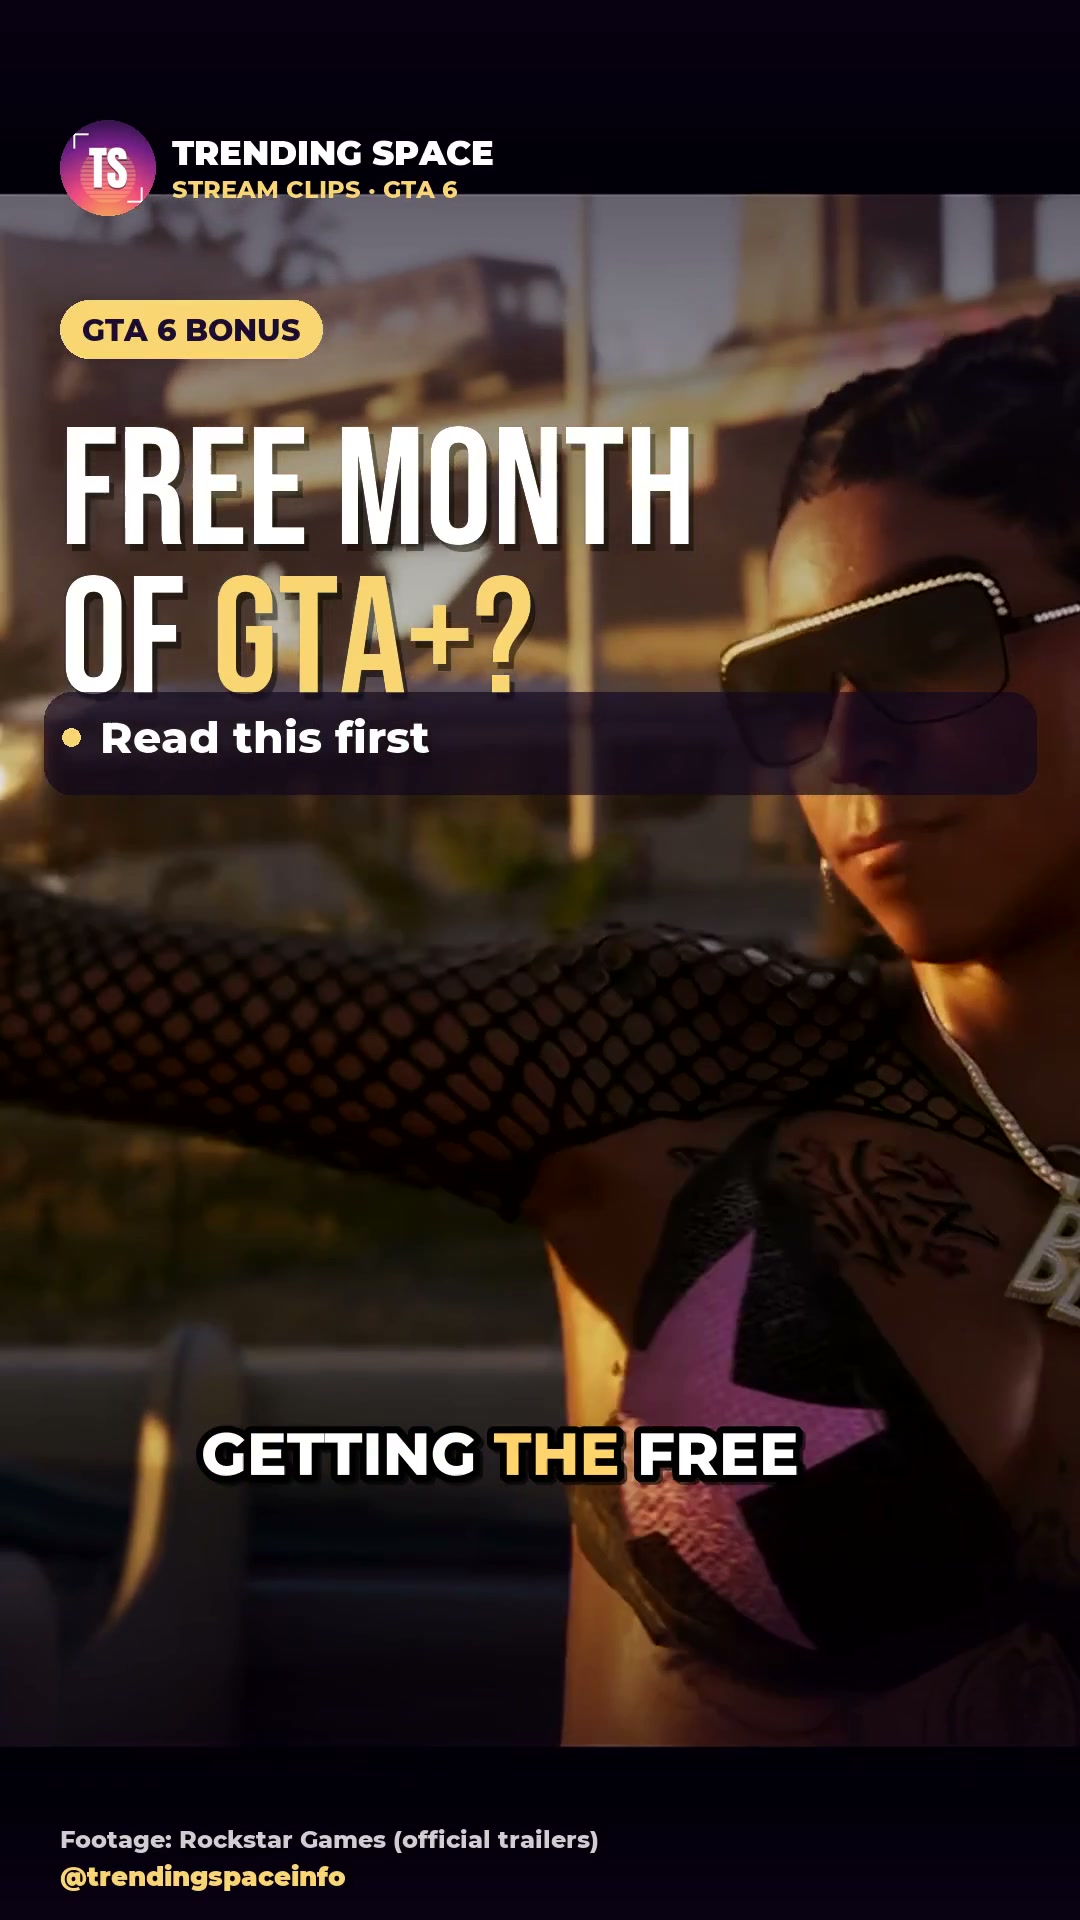 TS
TRENDING SPACE
STREAM CLIPS · GTA 6
GTA 6 BONUS
FREE MONTH
OF GTA+?
Read this first
GETTING THE FREE
Footage: Rockstar Games (official trailers)
@trendingspaceinfo